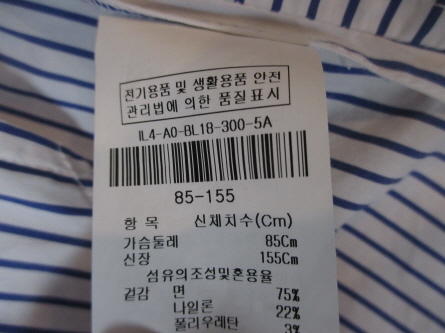 전기용품 및 생활용품 안전
관리법에 의한 품질표시
IL4-A0-BL18-300-5A
85-155
항 목 신체치수(Cm)
가슴둘레 85Cm
신장 155Cm
섬유의조성및혼용율
겉감 면 75%
나일론 22%
폴리우레탄 3%